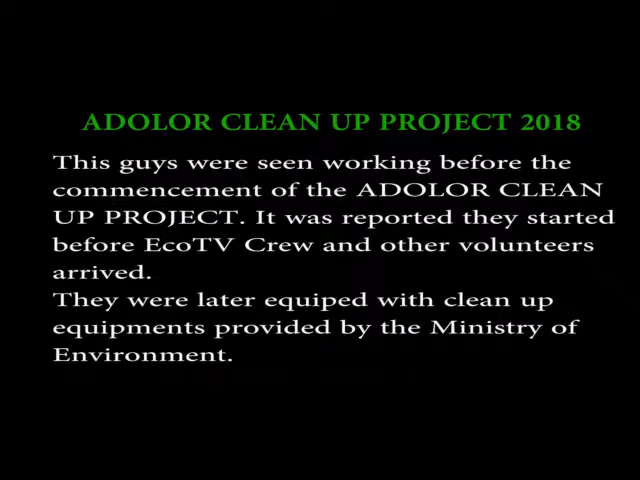 ADOLOR CLEAN UP PROJECT 2018
This guys were seen working before the
commencement of the ADOLOR CLEAN
UP PROJECT. It was reported they started
before EcoTV Crew and other volunteers
arrived.
They were later equiped with clean up
equipments provided by the Ministry of
Environment.